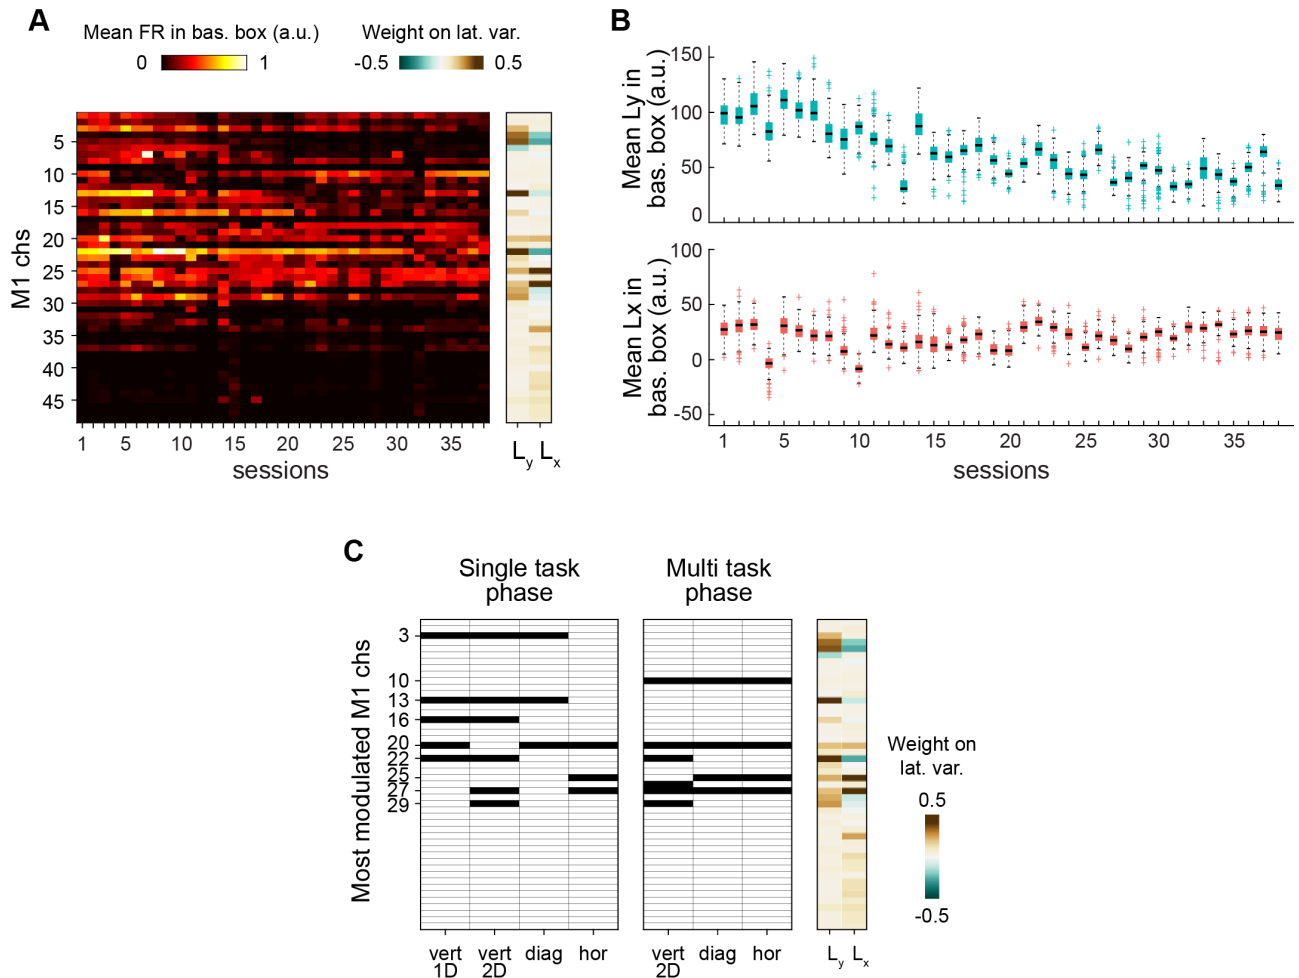 A
Mean FR in bas. box (a.u.)
0 1
Weight on lat. var.
-0.5 0.5
M1 chs
5
10
15
20
25
30
35
40
45
1 5 10 15 20 25 30 35
sessions
Ly Lx
B
Mean Ly in
bas. box (a.u.)
150
100
50
0
Mean Lx in
bas. box (a.u.)
100
50
0
-50
1 5 10 15 20 25 30 35
sessions
C
Single task
phase
Multi task
phase
Most modulated M1 chs
3
10
13
16
20
22
25
27
29
vert
1D
vert
2D
diag
hor
vert
2D
diag
hor
Ly Lx
Weight on
lat. var.
0.5
-0.5